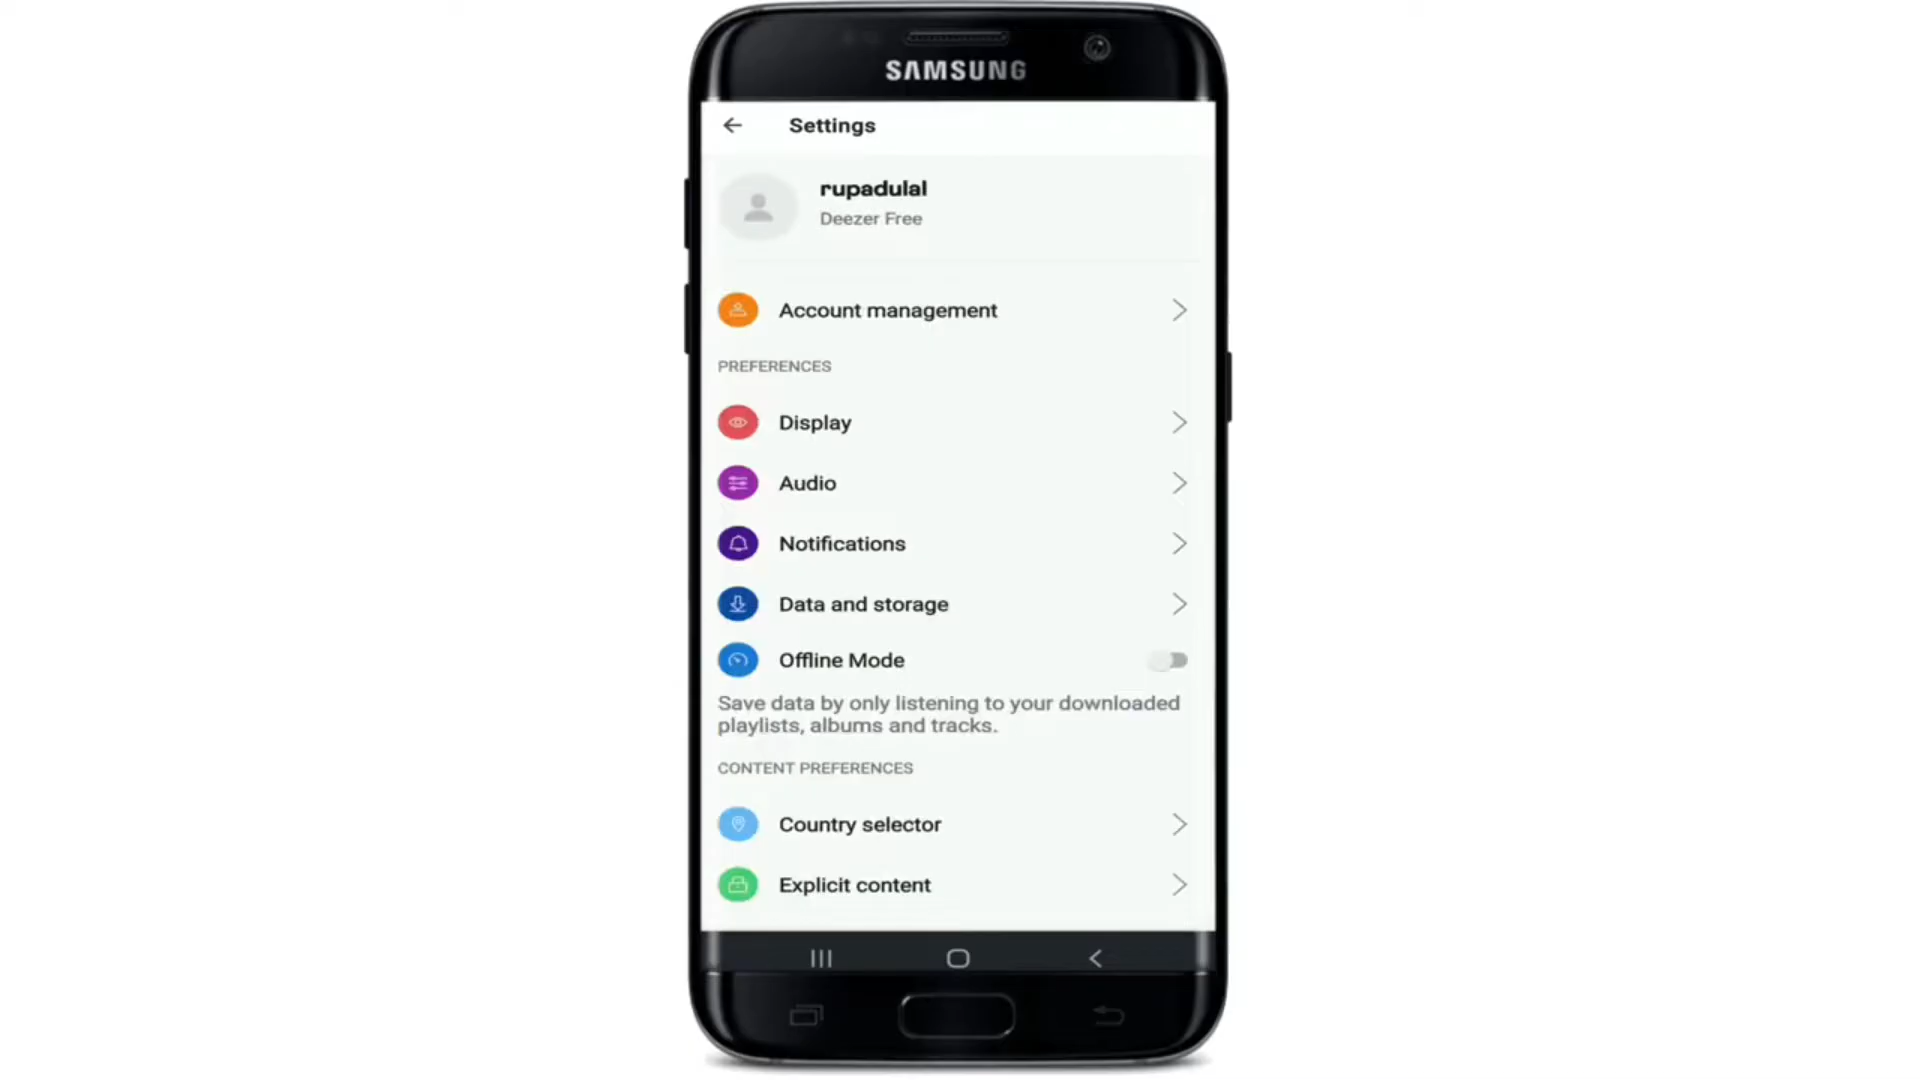 SAMSUNG
Settings
rupadulal
Deezer Free
Account management
PREFERENCES
Display
Audio
Notifications
Data and storage
Offline Mode
Save data by only listening to your downloaded
playlists, albums and tracks.
CONTENT PREFERENCES
Country selector
Explicit content